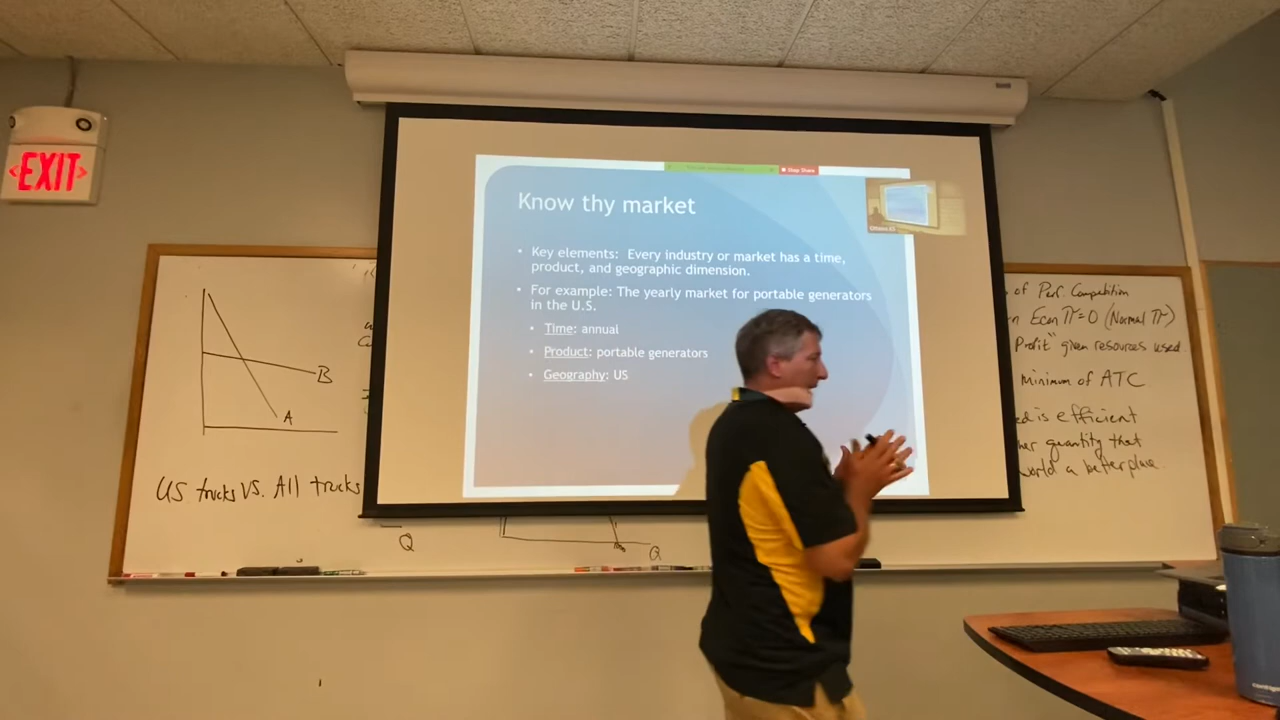 EXIT
Stop Share
Know thy market
• Key elements: Every industry or market has a time,
product, and geographic dimension.
• For example: The yearly market for portable generators
in the U.S.
• Time: annual
• Product: portable generators
• Geography: US
B
A
US trucks VS. All trucks
Q
Q
of Perf. Competition
Econ π=0 (Normal π)
Profit" given resources used
Minimum of ATC
is efficient
quantity that
world a better place